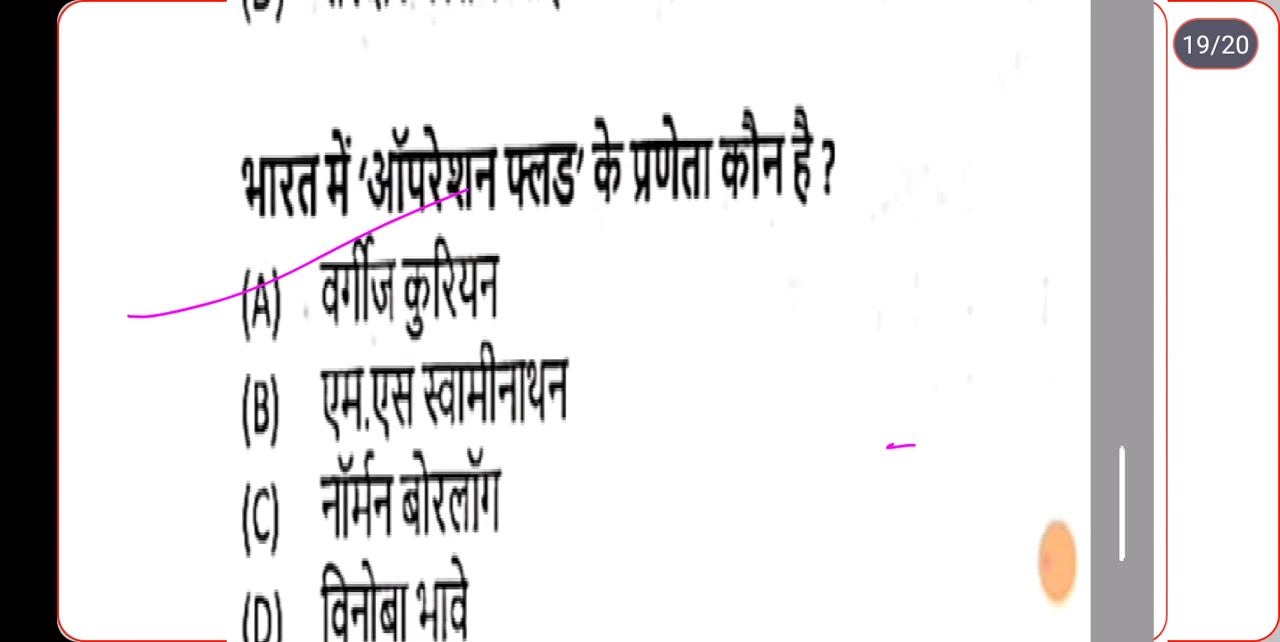 19/20
भारत में ‘ऑपरेशन फ्लड’ के प्रणेता कौन है ?
(A) वर्गीज कुरियन
(B) एम.एस स्वामीनाथन
(C) नॉर्मन बोरलॉग
(D) विनोबा भावे